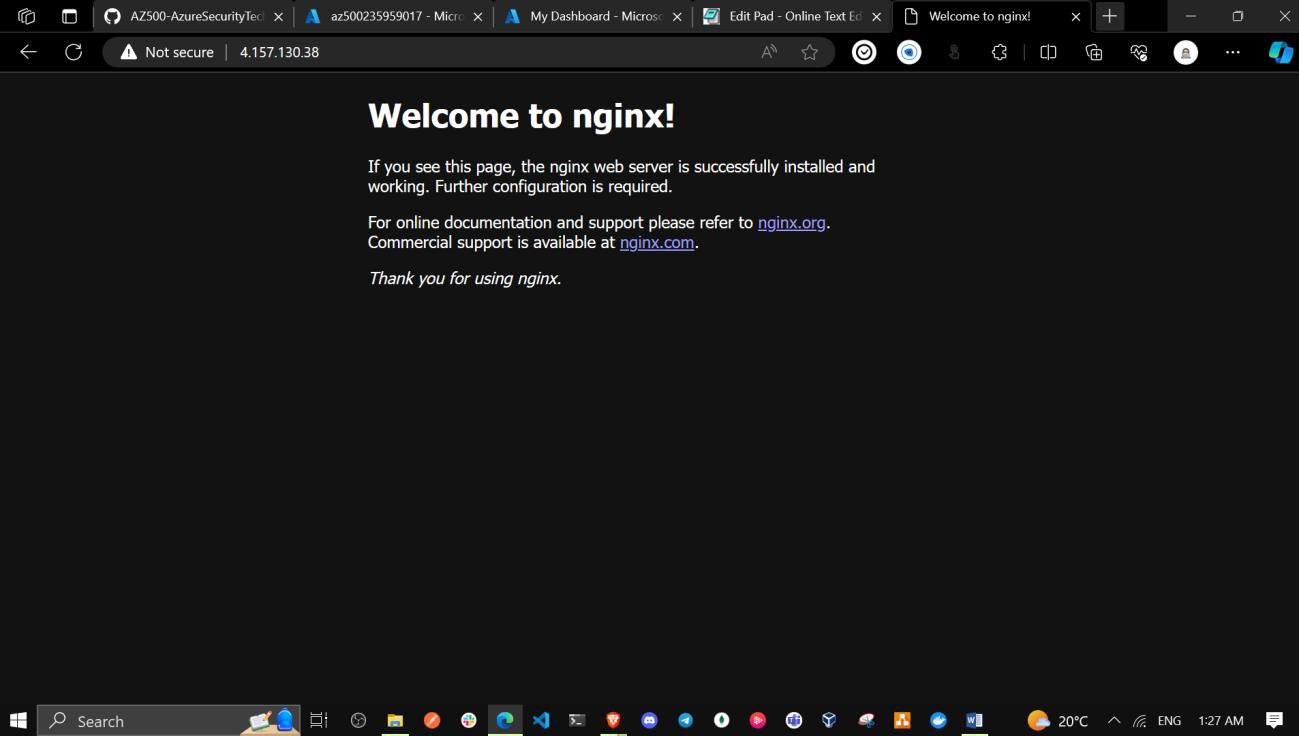 AZ500-AzureSecurityTec
az500235959017 - Micro
My Dashboard - Microso
Edit Pad - Online Text Ed
Welcome to nginx!
Not secure
4.157.130.38
Welcome to nginx!
If you see this page, the nginx web server is successfully installed and
working. Further configuration is required.
For online documentation and support please refer to nginx.org.
Commercial support is available at nginx.com.
Thank you for using nginx.
Search
20°C
ENG
1:27 AM